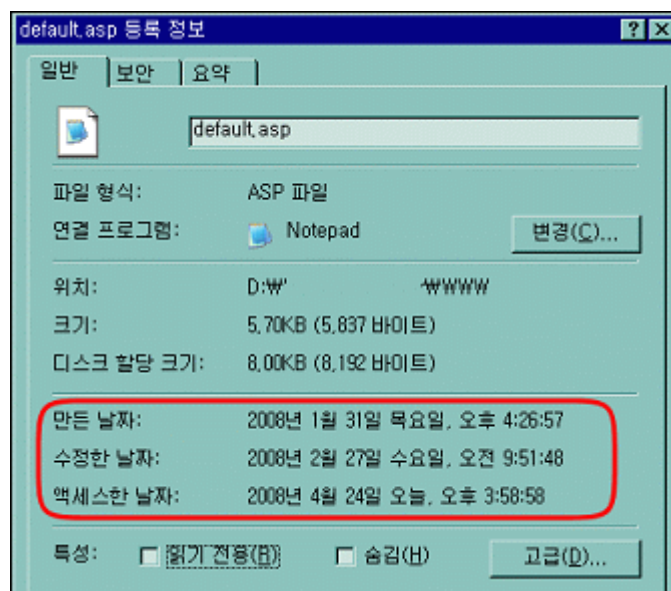 default.asp 등록 정보
일반 보안 요약
default.asp
파일 형식: ASP 파일
연결 프로그램: Notepad 변경(C)...
위치: D:₩ ₩WWW
크기: 5,70KB (5,837 바이트)
디스크 할당 크기: 8,00KB (8,192 바이트)
만든 날짜: 2008년 1월 31일 목요일, 오후 4:26:57
수정한 날짜: 2008년 2월 27일 수요일, 오전 9:51:48
액세스한 날짜: 2008년 4월 24일 오늘, 오후 3:58:58
특성: 읽기 전용(R) 숨김(H) 고급(D)...